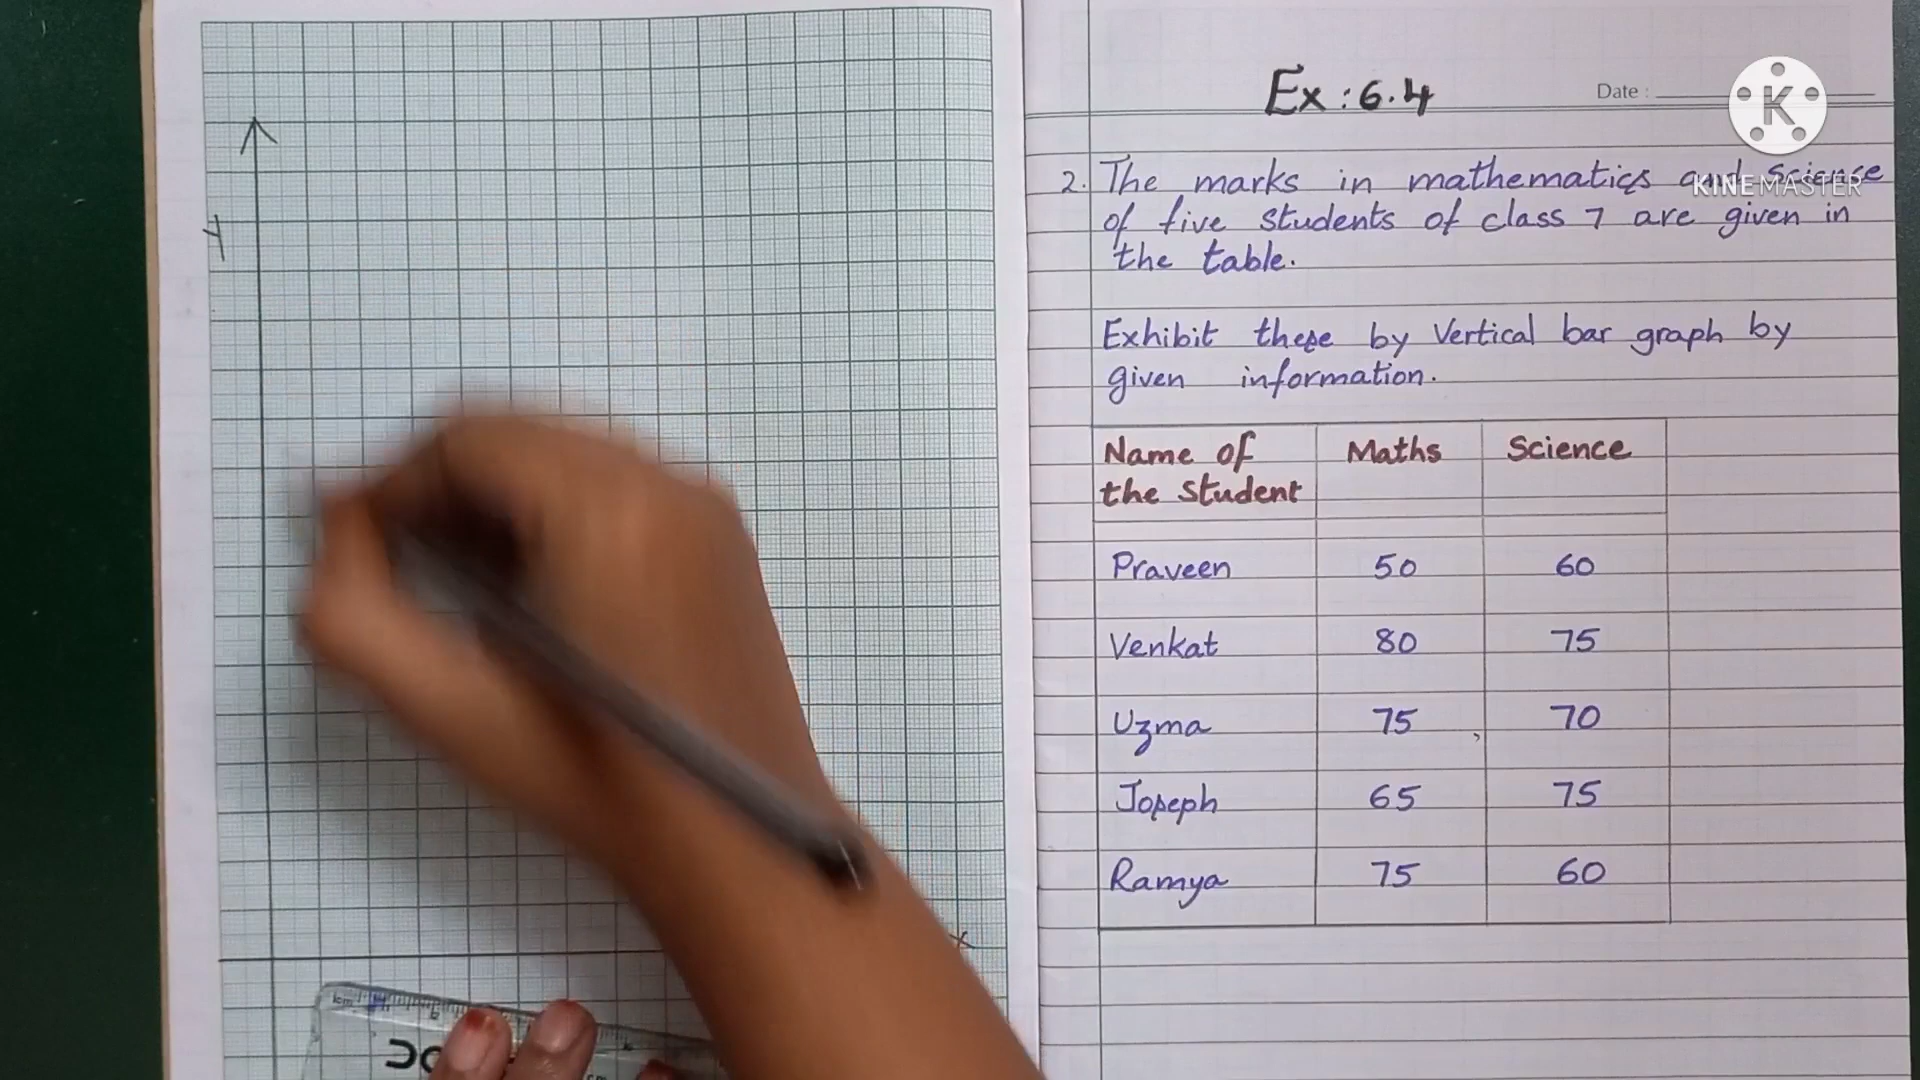 Ex : 6.4
Date :
K
KINEMASTER
2. The marks in mathematics and science
of five students of class 7 are given in
the table.
Exhibit these by Vertical bar graph by
given information.
Name of the Student Maths Science
Praveen 50 60
Venkat 80 75
Uzma 75 70
Joseph 65 75
Ramya 75 60
Y
X